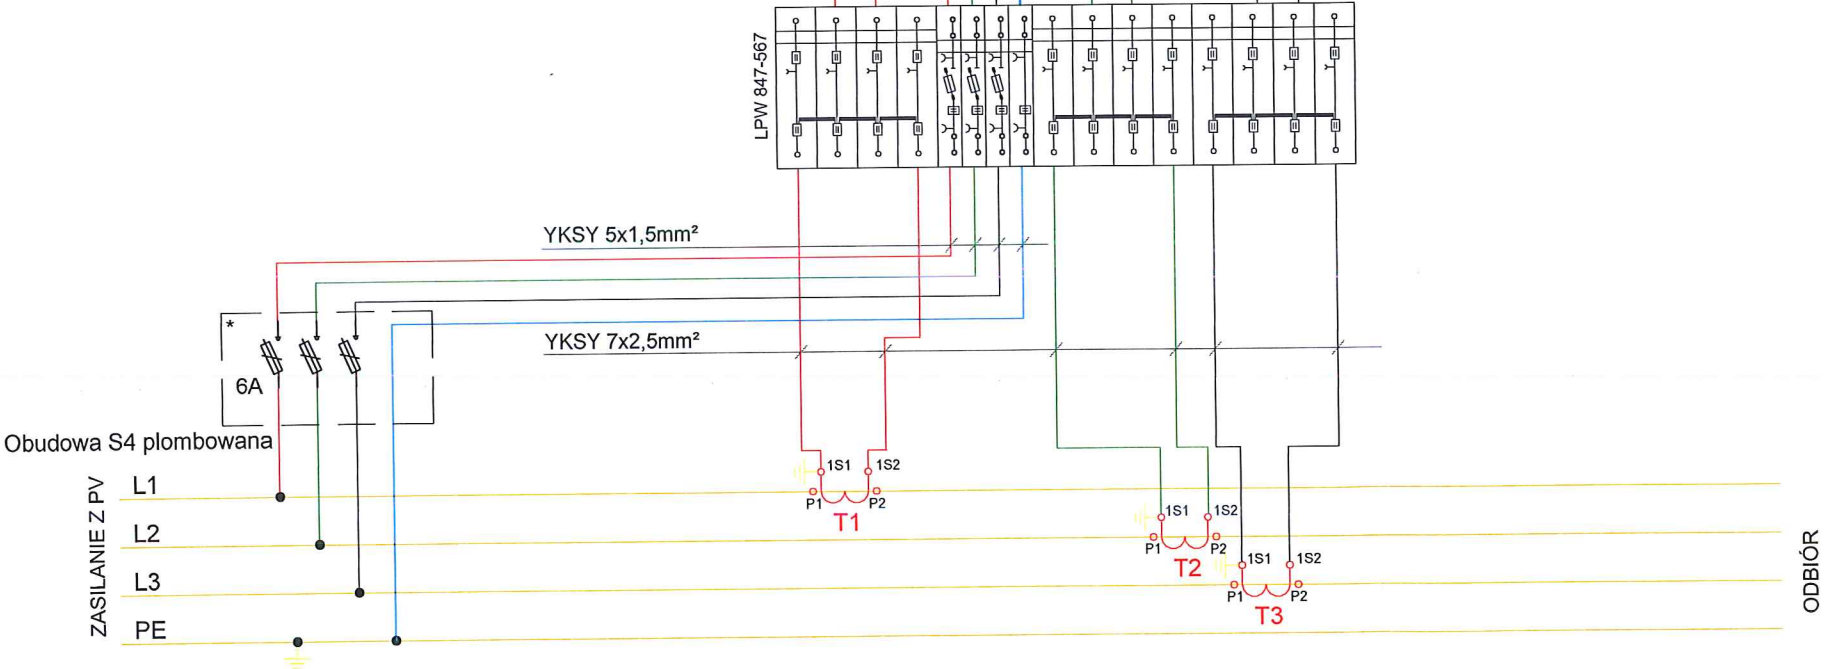 LPW 847-567
YKSY 5x1,5mm²
YKSY 7x2,5mm²
*
6A
Obudowa S4 plombowana
ZASILANIE Z PV
L1
L2
L3
PE
1S1
1S2
P1
P2
T1
1S1
1S2
P1
P2
T2
1S1
1S2
P1
P2
T3
ODBIÓR